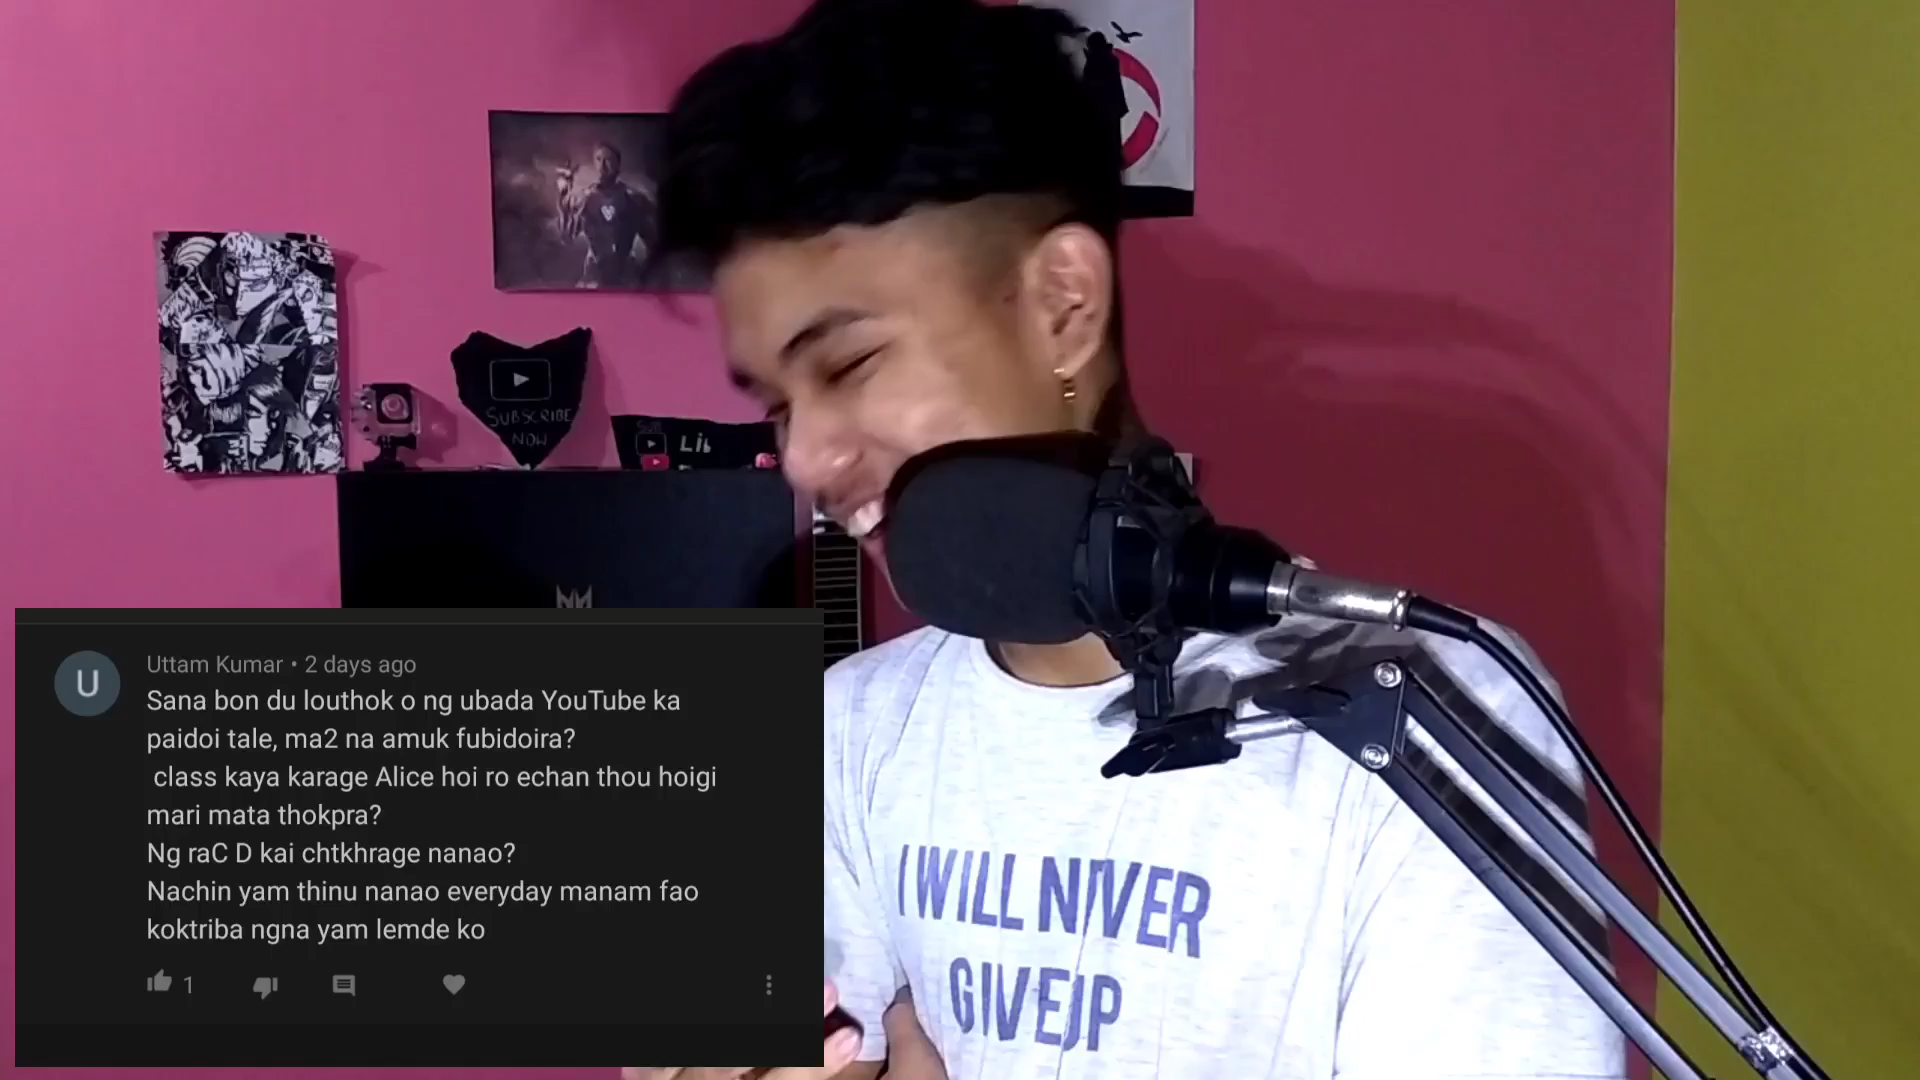 SUBSCRIBE
NOW
SUB
Uttam Kumar • 2 days ago
Sana bon du louthok o ng ubada YouTube ka
paidoi tale, ma2 na amuk fubidoira?
class kaya karage Alice hoi ro echan thou hoigi
mari mata thokpra?
Ng raC D kai chtkhrage nanao?
Nachin yam thinu nanao everyday manam fao
koktriba ngna yam lemde ko
1
I WILL NIVER
GIVEJP